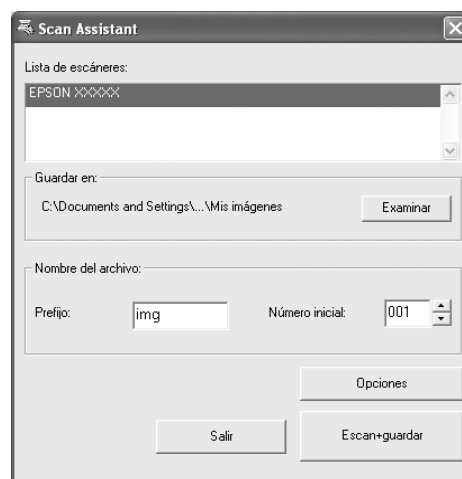 Scan Assistant
Lista de escáneres:
EPSON XXXXX
Guardar en:
C:\Documents and Settings\...\Mis imágenes
Examinar
Nombre del archivo:
Prefijo:
img
Número inicial:
001
Opciones
Salir
Escan+guardar